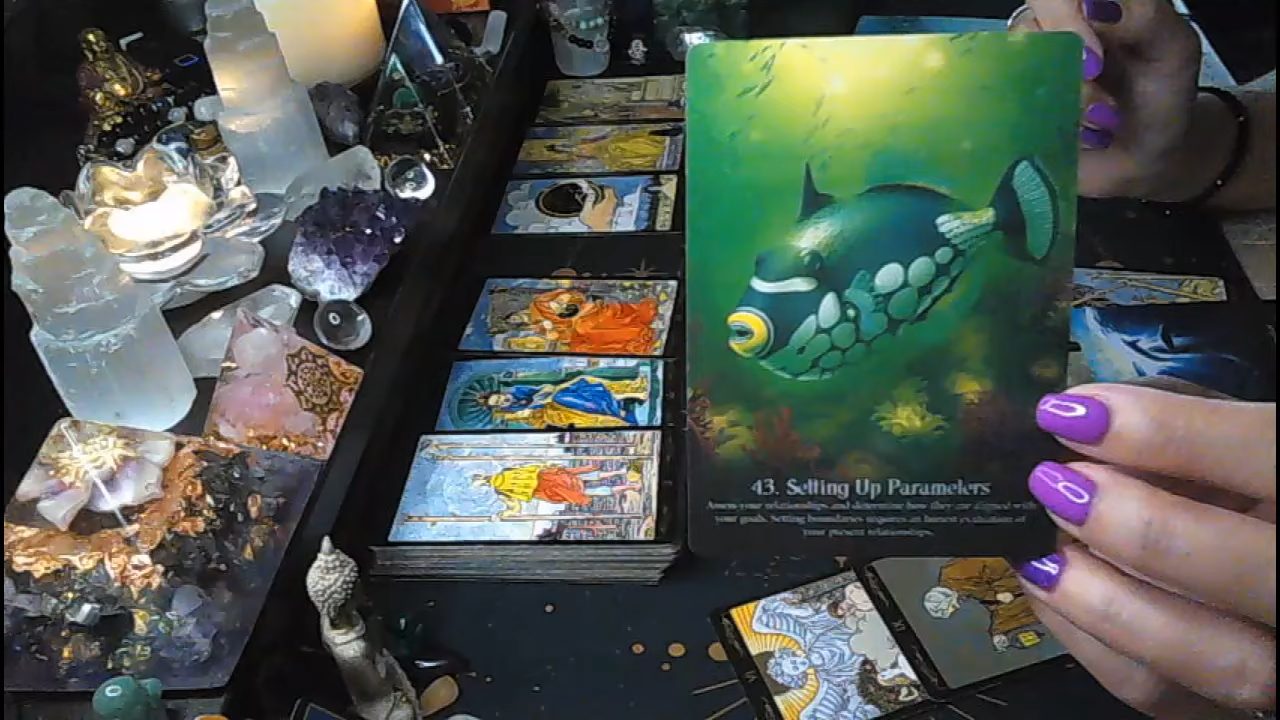 43. Setting Up Parameters
Assess your relationships and determine how they are aligned with
your goals. Setting boundaries requires an honest evaluation of
your present relationships.